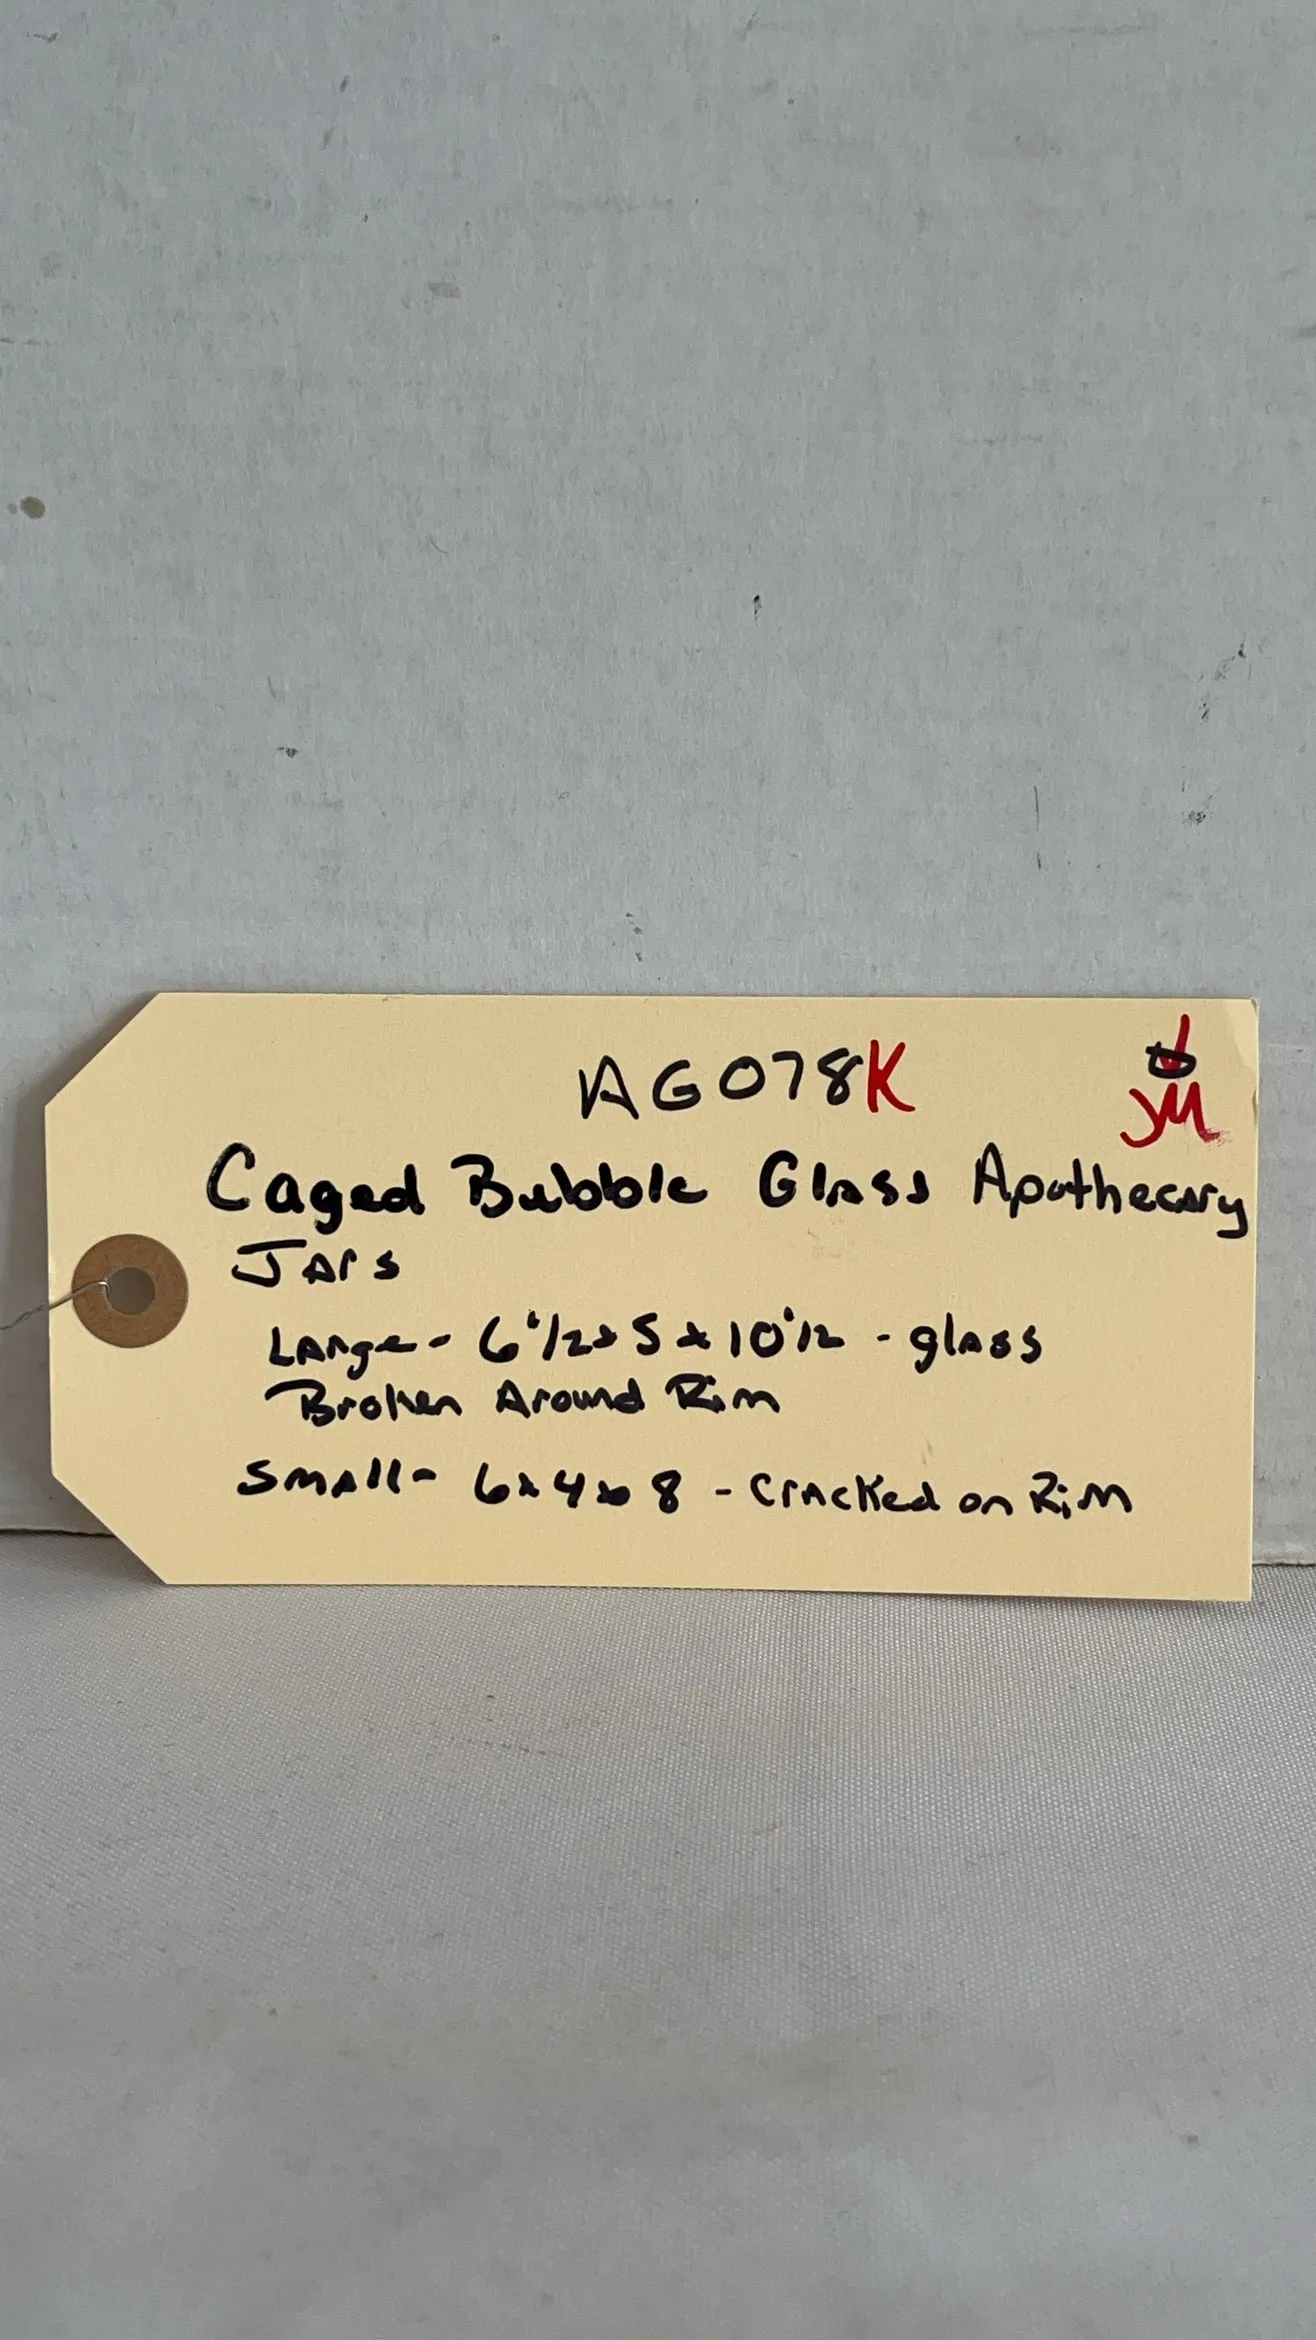 AG078K
JM
Caged Bubble Glass Apothecary
Jars
Large - 6 1/2 x 5 x 10 1/2 - glass
Broken Around Rim
Small - 6 x 4 x 8 - Cracked on Rim